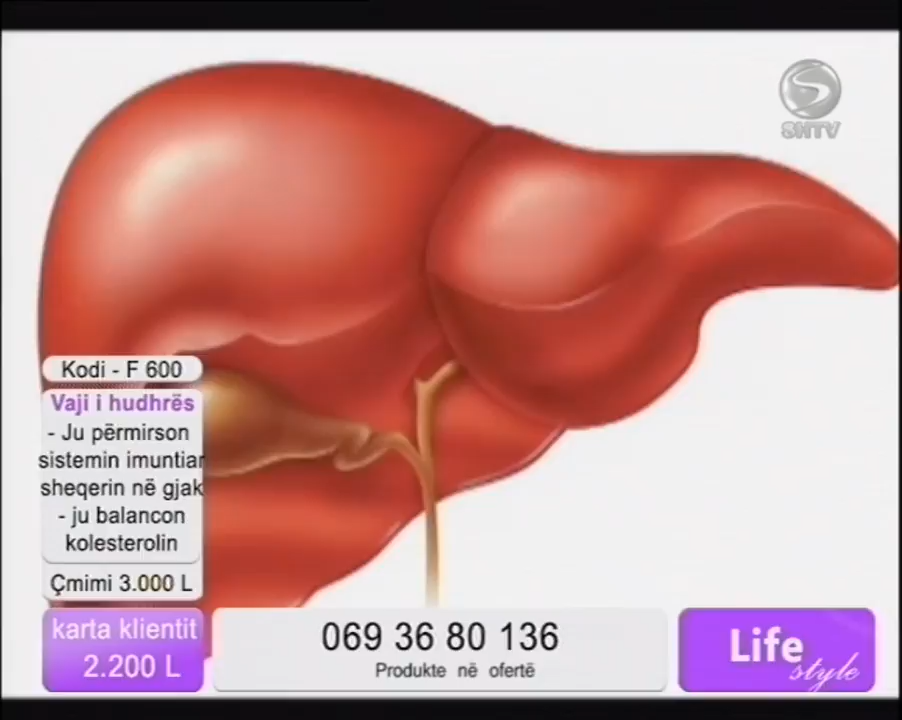 SHTV
Kodi - F 600
Vaji i hudhrës
- Ju përmirson
sistemin imuntiar
sheqerin në gjak
- ju balancon
kolesterolin
Çmimi 3.000 L
karta klientit
2.200 L
069 36 80 136
Produkte në ofertë
Life
style